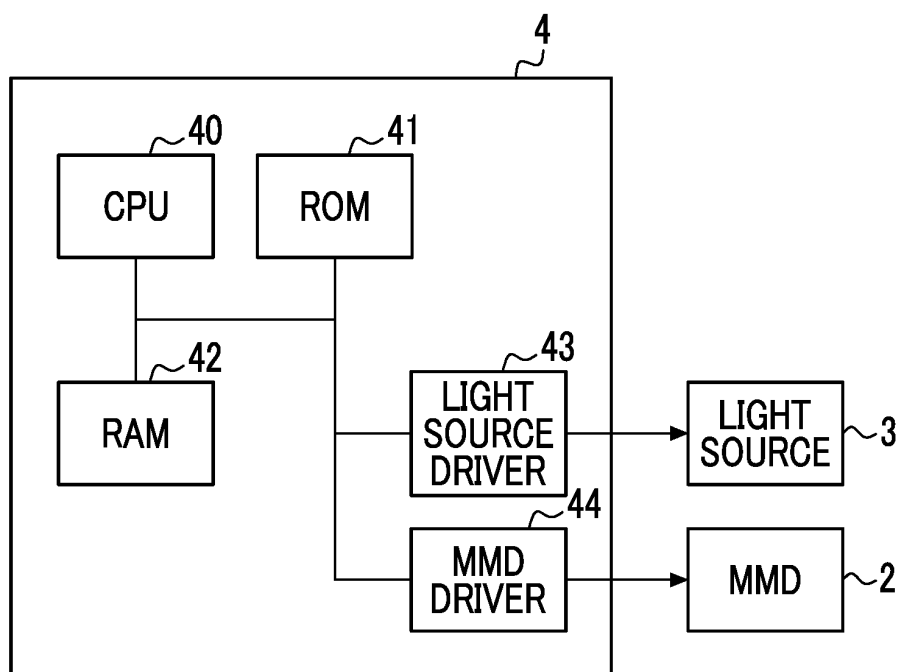 4
40
41
CPU
ROM
42
RAM
43
LIGHT
SOURCE
DRIVER
LIGHT
SOURCE
3
44
MMD
DRIVER
MMD
2